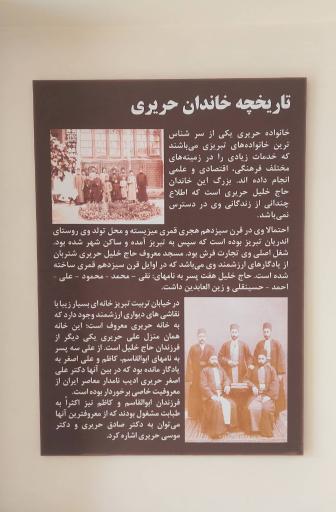 تاریخچه خاندان حریری
خانواده حریری یکی از سر شناس
ترین خانواده‌های تبریزی می‌باشند
که خدمات زیادی را در زمینه‌های
مختلف فرهنگی، اقتصادی و علمی
انجام داده اند. بزرگ این خاندان
حاج خلیل حریری است که اطلاع
چندانی از زندگانی وی در دسترس
نمی‌باشد.
احتمالا وی در قرن سیزدهم هجری قمری میزیسته و محل تولد وی روستای
اندریان تبریز بوده است که سپس به تبریز آمده و ساکن شهر شده بود.
شغل اصلی وی تجارت فرش بود. مسجد معروف حاج خلیل حریری شتربان
از یادگارهای ارزشمند وی می‌باشد که در اوایل قرن سیزدهم قمری ساخته
شده است. حاج خلیل هفت پسر به نامهای: تقی - محمد - محمود - علی -
احمد - حسینقلی و زین العابدین داشت.
در خیابان تربیت تبریز خانه ای بسیار زیبا با
نقاشی های دیواری ارزشمند وجود دارد که
به خانه حریری معروف است؛ این خانه
همان منزل علی حریری یکی دیگر از
فرزندان حاج خلیل است. از علی سه پسر
به نامهای ابوالقاسم، کاظم و علی اصغر به
یادگار مانده بود که در بین آنها دکتر علی
اصغر حریری ادیب نامدار معاصر ایران از
معروفیت خاصی برخوردار بوده است.
فرزندان ابوالقاسم و کاظم نیز اکثراً به
طبابت مشغول بودند که از معروفترین آنها
می‌توان به دکتر صادق حریری و دکتر
موسی حریری اشاره کرد.